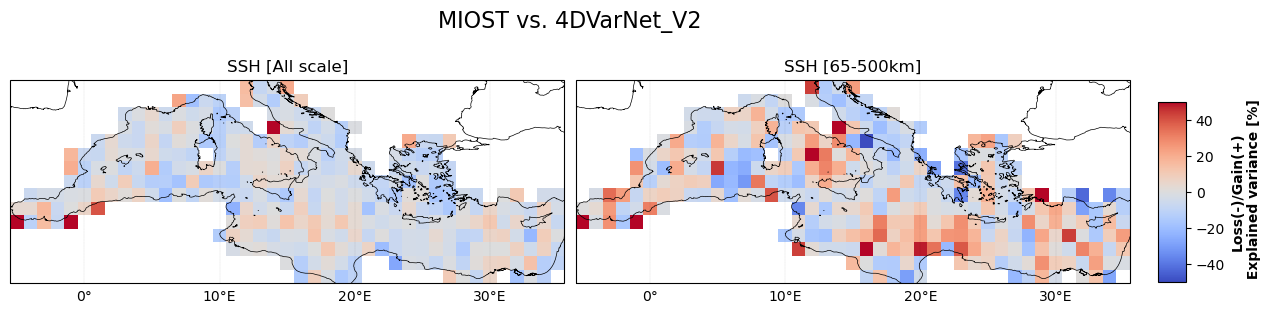 MIOST vs. 4DVarNet_V2
SSH [All scale]
SSH [65-500km]
0°
10°E
20°E
30°E
0°
10°E
20°E
30°E
40
20
0
−20
−40
Loss(-)/Gain(+)
Explained variance [%]